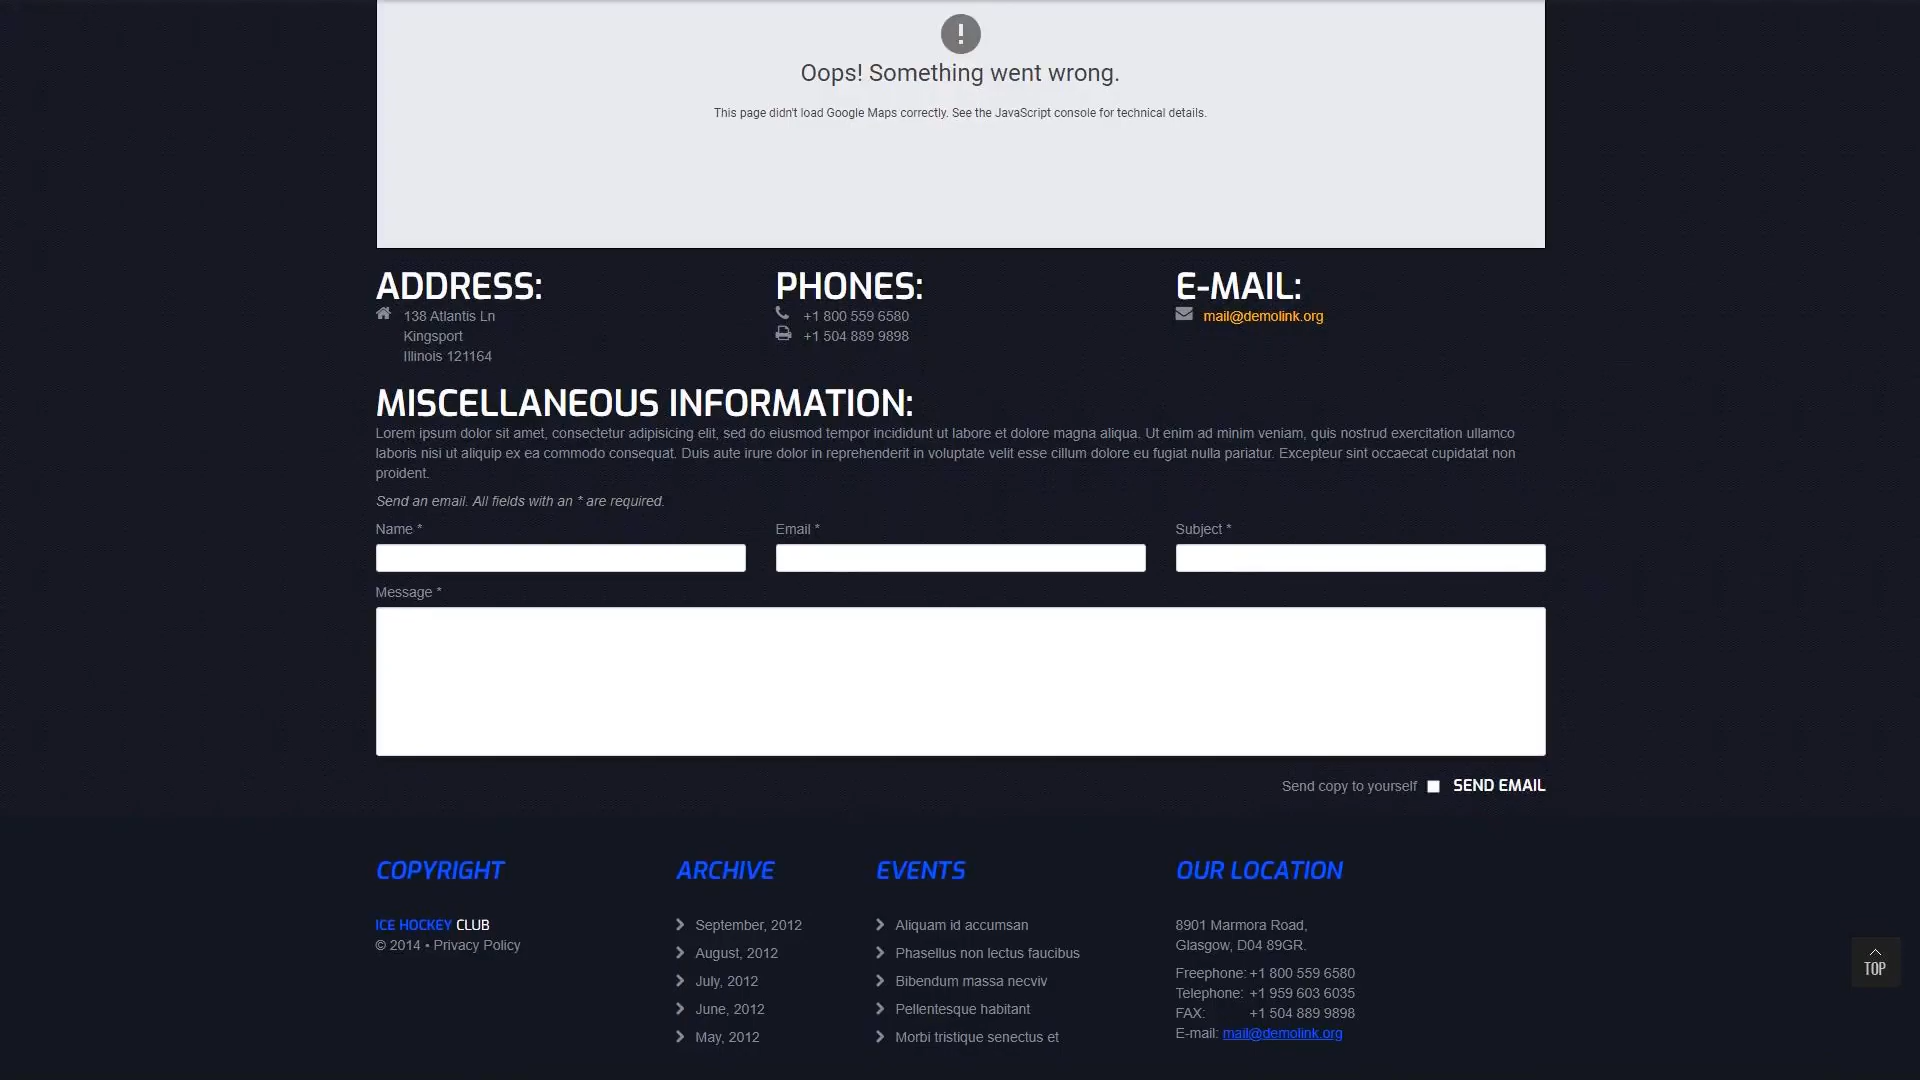 Oops! Something went wrong.
This page didn't load Google Maps correctly. See the JavaScript console for technical details.
ADDRESS:
138 Atlantis Ln
Kingsport
Illinois 121164
PHONES:
+1 800 559 6580
+1 504 889 9898
E-MAIL:
mail@demolink.org
MISCELLANEOUS INFORMATION:
Lorem ipsum dolor sit amet, consectetur adipisicing elit, sed do eiusmod tempor incididunt ut labore et dolore magna aliqua. Ut enim ad minim veniam, quis nostrud exercitation ullamco
laboris nisi ut aliquip ex ea commodo consequat. Duis aute irure dolor in reprehenderit in voluptate velit esse cillum dolore eu fugiat nulla pariatur. Excepteur sint occaecat cupidatat non
proident.
Send an email. All fields with an * are required.
Name *
Email *
Subject *
Message *
Send copy to yourself
SEND EMAIL
COPYRIGHT
ICE HOCKEY CLUB
© 2014 • Privacy Policy
ARCHIVE
September, 2012
August, 2012
July, 2012
June, 2012
May, 2012
EVENTS
Aliquam id accumsan
Phasellus non lectus faucibus
Bibendum massa necviv
Pellentesque habitant
Morbi tristique senectus et
OUR LOCATION
8901 Marmora Road,
Glasgow, D04 89GR.
Freephone: +1 800 559 6580
Telephone: +1 959 603 6035
FAX: +1 504 889 9898
E-mail: mail@demolink.org
TOP